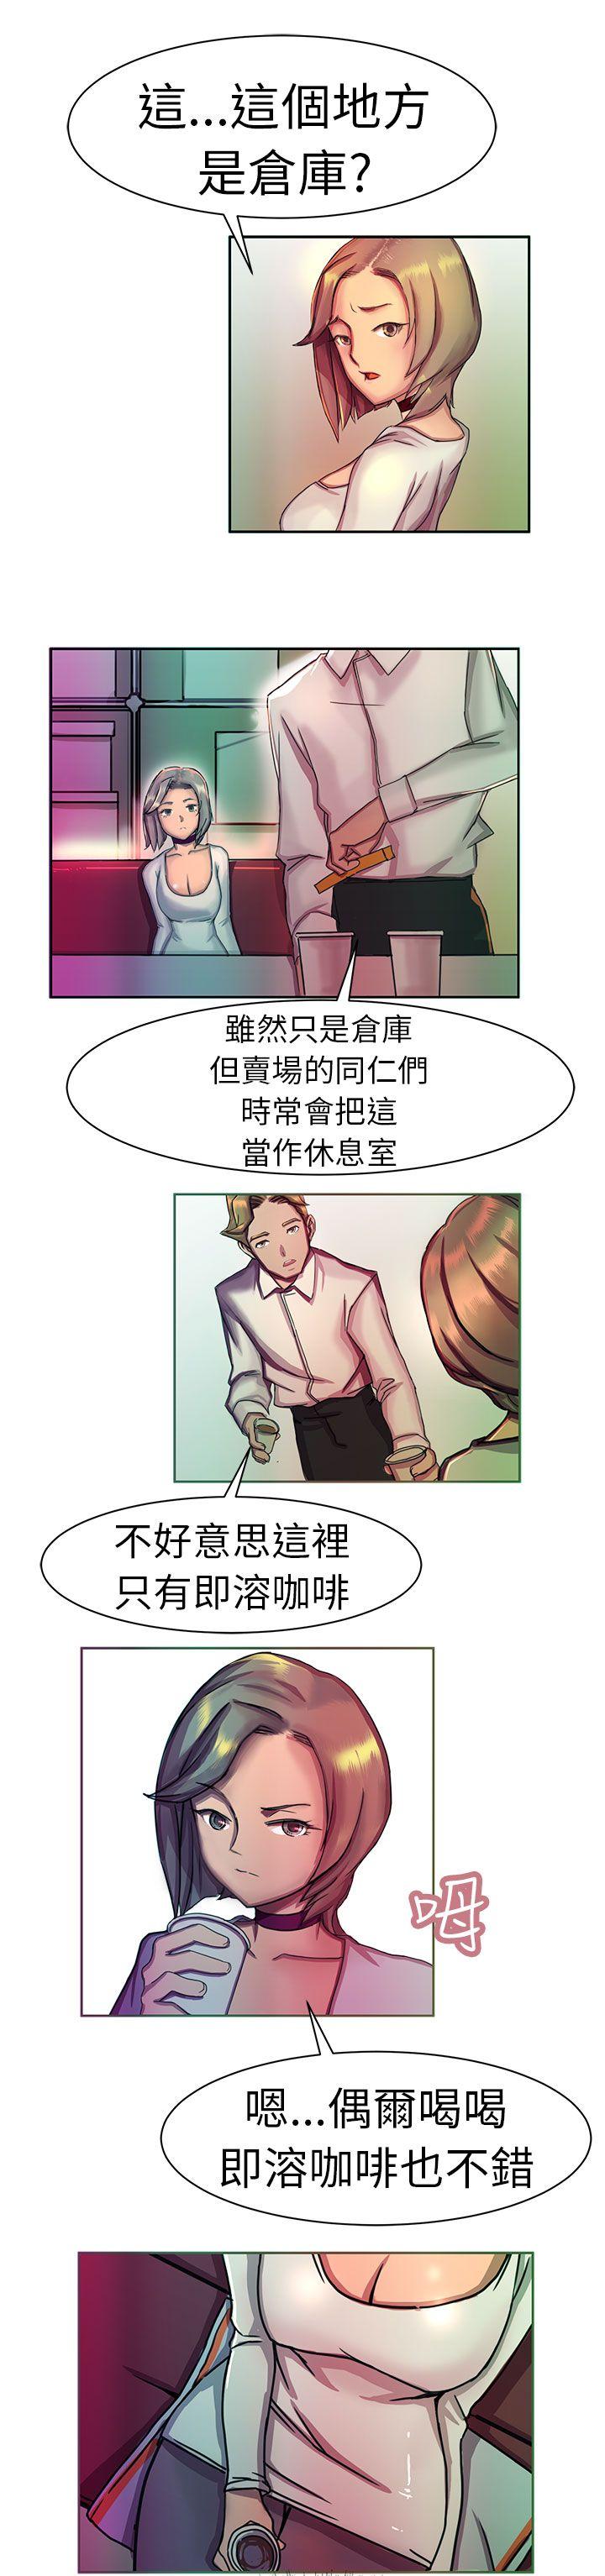 這...這個地方
是倉庫?
雖然只是倉庫
但賣場的同仁們
時常會把這
當作休息室
不好意思這裡
只有即溶咖啡
呣
嗯...偶爾喝喝
即溶咖啡也不錯